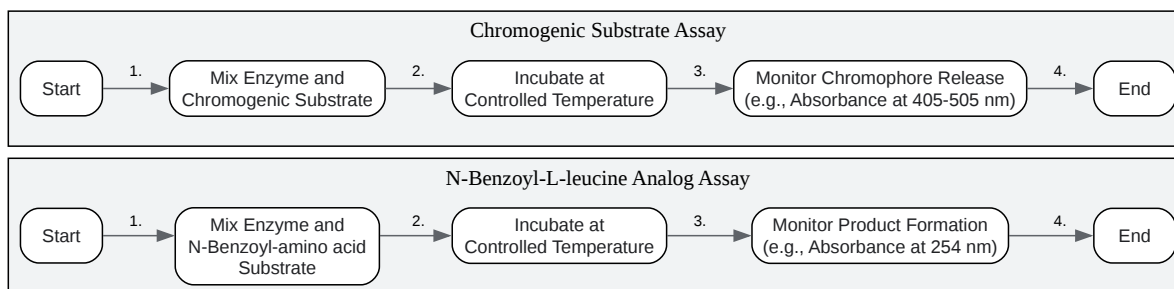 Chromogenic Substrate Assay
Start
1.
Mix Enzyme and
Chromogenic Substrate
2.
Incubate at
Controlled Temperature
3.
Monitor Chromophore Release
(e.g., Absorbance at 405-505 nm)
4.
End
N-Benzoyl-L-leucine Analog Assay
Start
1.
Mix Enzyme and
N-Benzoyl-amino acid
Substrate
2.
Incubate at
Controlled Temperature
3.
Monitor Product Formation
(e.g., Absorbance at 254 nm)
4.
End